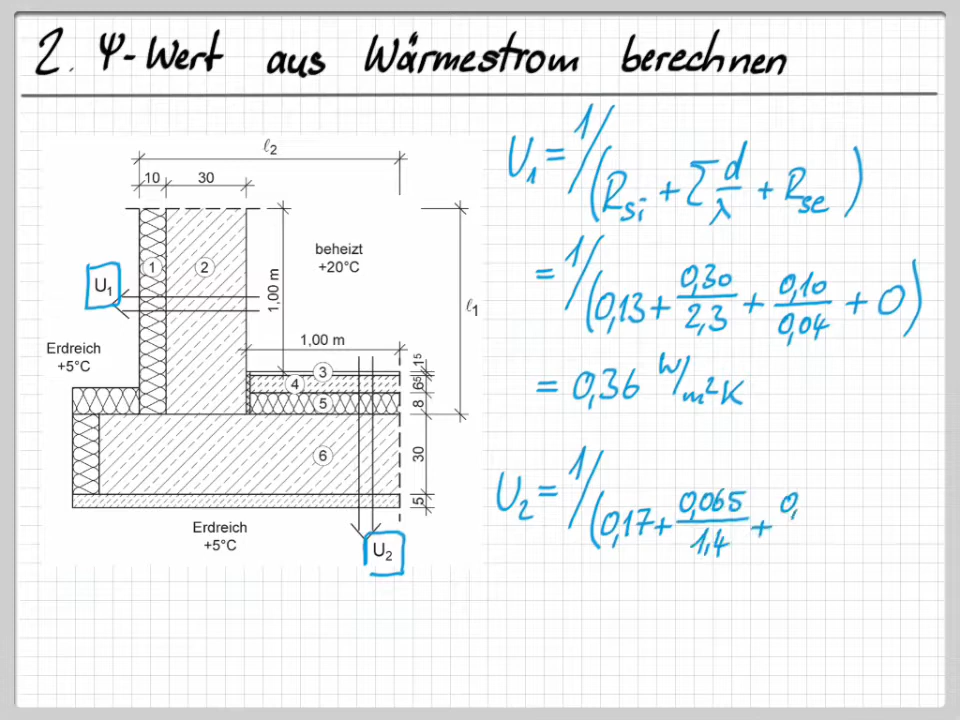 2. Ψ-Wert aus Wärmestrom berechnen
ℓ2
10 30
1 2
beheizt
+20°C
1,00 m
ℓ1
U1
Erdreich
+5°C
1,00 m
3
4
5
6
1⁵
6⁵
8
30
5
Erdreich
+5°C
U2
U1 = 1/(Rsi + Σ d/λ + Rse)
= 1/(0,13 + 0,30/2,3 + 0,10/0,04 + 0)
= 0,36 W/m²K
U2 = 1/(0,17 + 0,065/1,4 + 0,